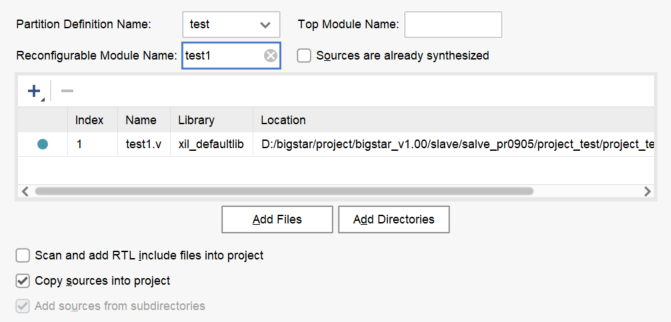 Partition Definition Name: test Top Module Name:
Reconfigurable Module Name: test1 Sources are already synthesized
Index Name Library Location
1 test1.v xil_defaultlib D:/bigstar/project/bigstar_v1.00/slave/salve_pr0905/project_test/project_te
Add Files Add Directories
Scan and add RTL include files into project
Copy sources into project
Add sources from subdirectories